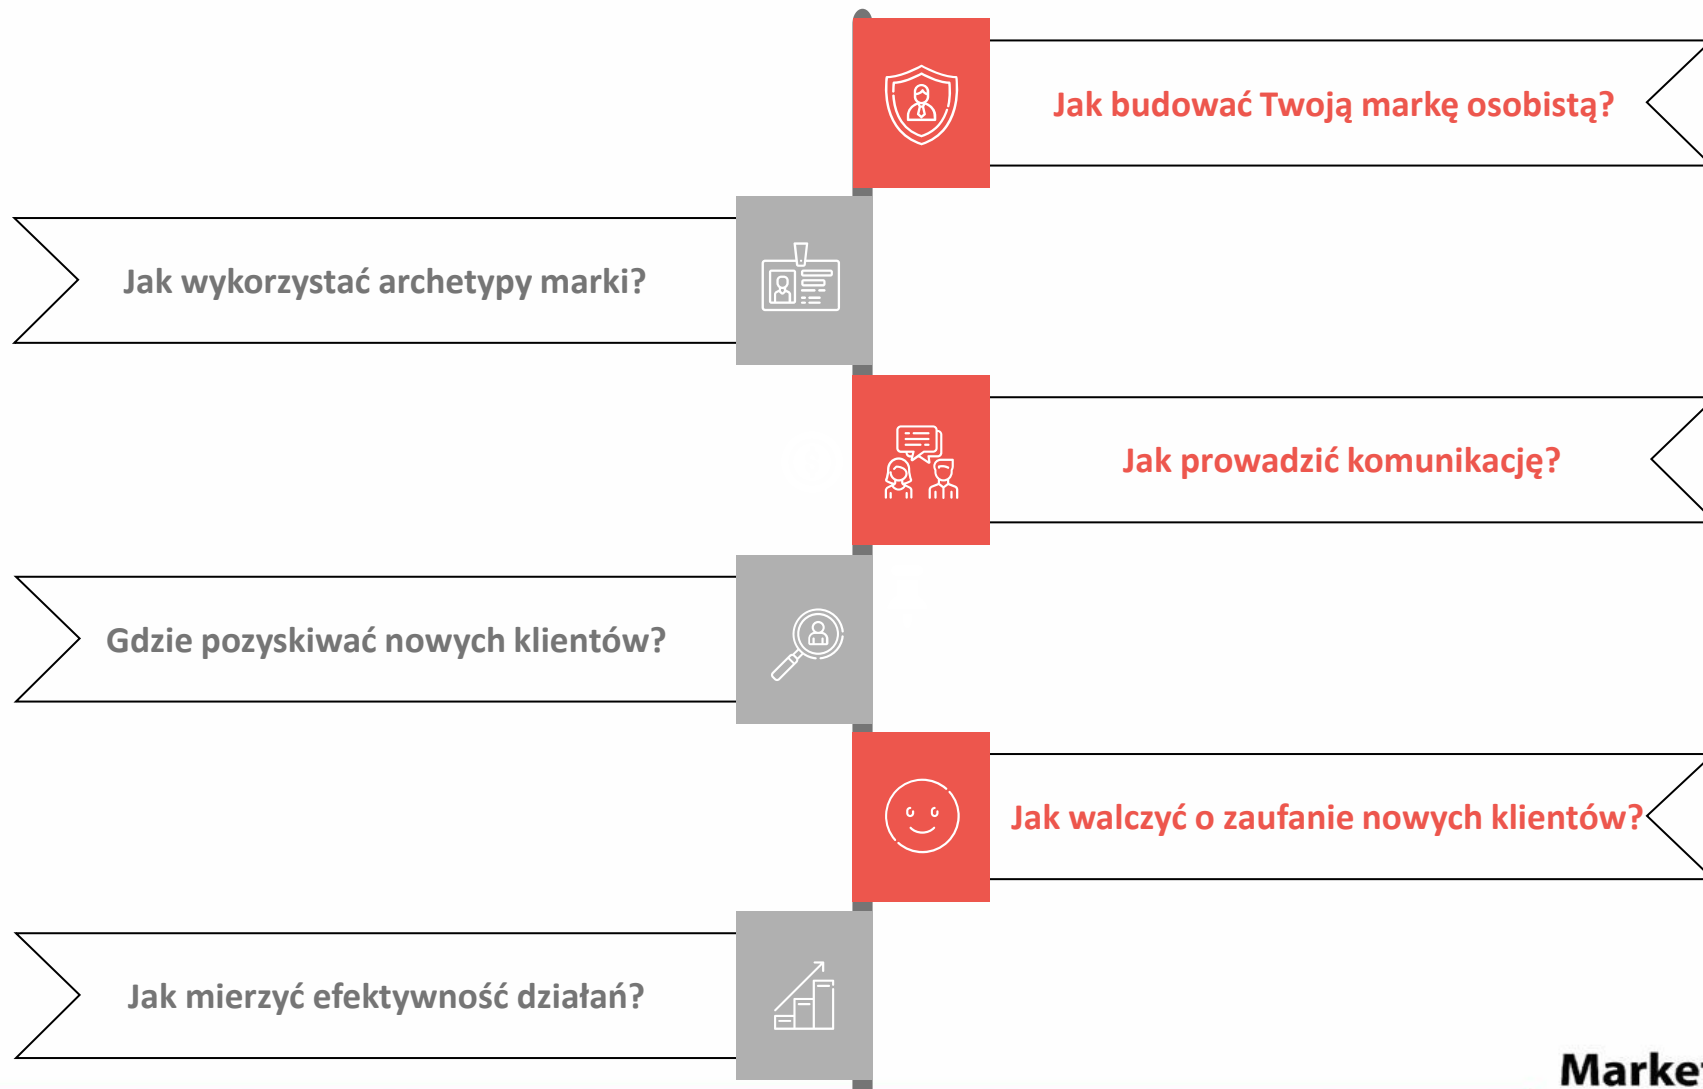 Jak budować Twoją markę osobistą?
Jak wykorzystać archetypy marki?
Jak prowadzić komunikację?
Gdzie pozyskiwać nowych klientów?
Jak walczyć o zaufanie nowych klientów?
Jak mierzyć efektywność działań?